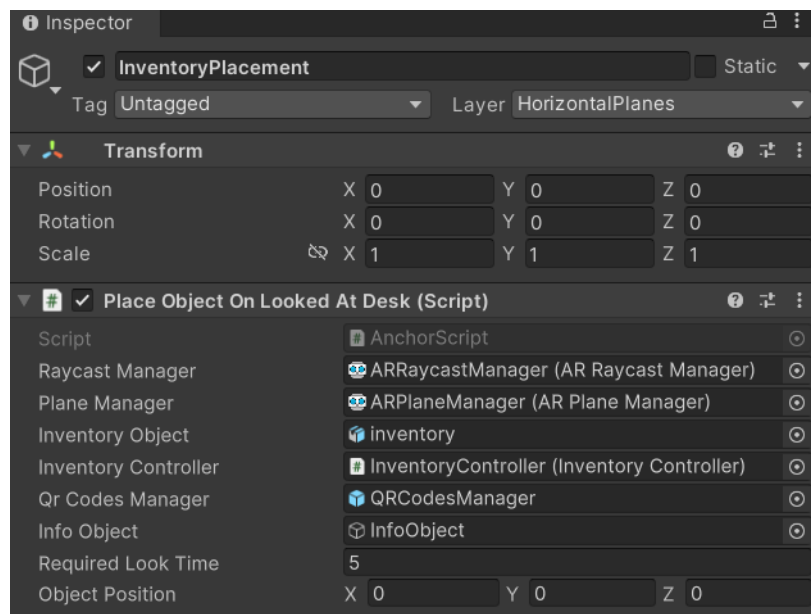 Inspector
InventoryPlacement Static
Tag Untagged Layer HorizontalPlanes
Transform
Position X 0 Y 0 Z 0
Rotation X 0 Y 0 Z 0
Scale X 1 Y 1 Z 1
# Place Object On Looked At Desk (Script)
Script # AnchorScript
Raycast Manager ARRaycastManager (AR Raycast Manager)
Plane Manager ARPlaneManager (AR Plane Manager)
Inventory Object inventory
Inventory Controller # InventoryController (Inventory Controller)
Qr Codes Manager QRCodesManager
Info Object InfoObject
Required Look Time 5
Object Position X 0 Y 0 Z 0